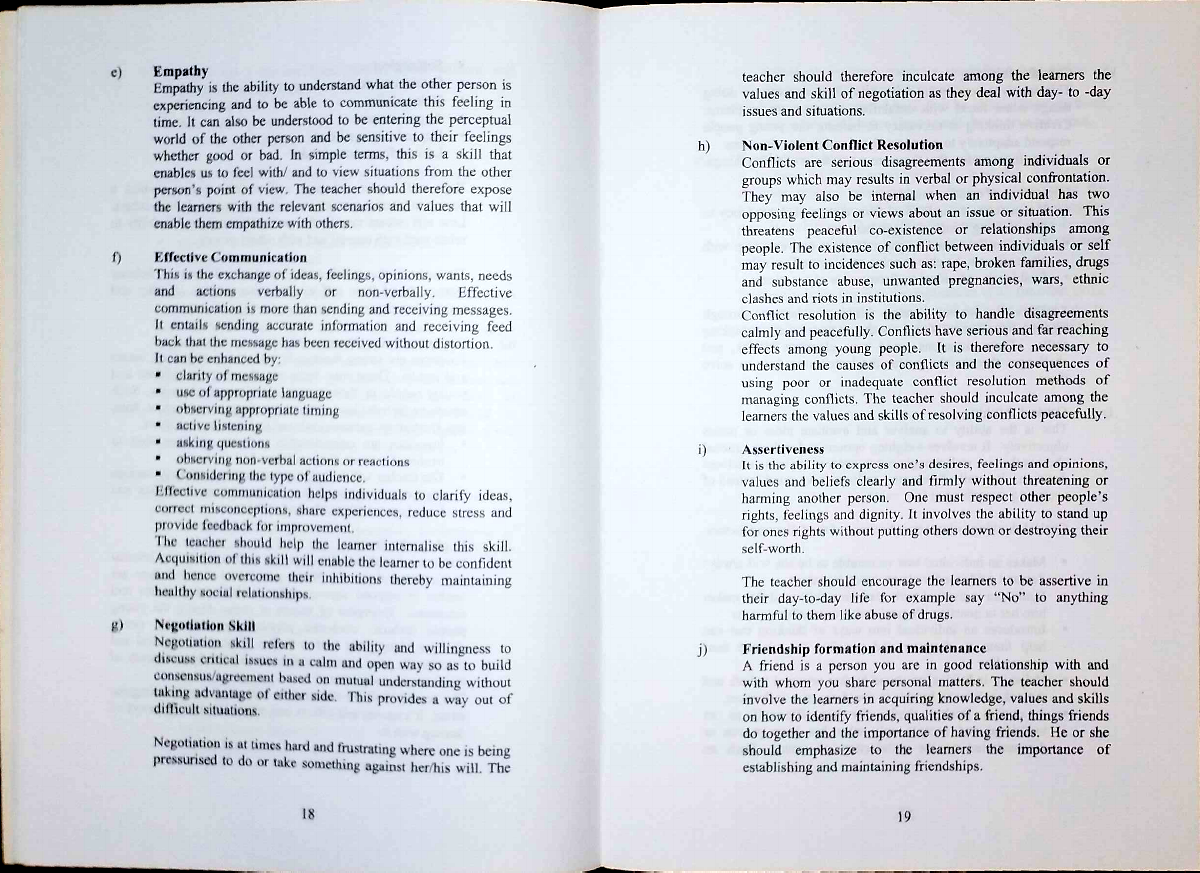 e) Empathy
Empathy is the ability to understand what the other person is
experiencing and to be able to communicate this feeling in
time. It can also be understood to be entering the perceptual
world of the other person and be sensitive to their feelings
whether good or bad. In simple terms, this is a skill that
enables us to feel with/ and to view situations from the other
person's point of view. The teacher should therefore expose
the learners with the relevant scenarios and values that will
enable them empathize with others.
f) Effective Communication
This is the exchange of ideas, feelings, opinions, wants, needs
and actions verbally or non-verbally. Effective
communication is more than sending and receiving messages.
It entails sending accurate information and receiving feed
back that the message has been received without distortion.
It can be enhanced by:
▪ clarity of message
▪ use of appropriate language
▪ observing appropriate timing
▪ active listening
▪ asking questions
▪ observing non-verbal actions or reactions
▪ Considering the type of audience.
Effective communication helps individuals to clarify ideas,
correct misconceptions, share experiences, reduce stress and
provide feedback for improvement.
The teacher should help the learner internalise this skill.
Acquisition of this skill will enable the learner to be confident
and hence overcome their inhibitions thereby maintaining
healthy social relationships.
g) Negotiation Skill
Negotiation skill refers to the ability and willingness to
discuss critical issues in a calm and open way so as to build
consensus/agreement based on mutual understanding without
taking advantage of either side. This provides a way out of
difficult situations.
Negotiation is at times hard and frustrating where one is being
pressurised to do or take something against her/his will. The
18
teacher should therefore inculcate among the learners the
values and skill of negotiation as they deal with day- to -day
issues and situations.
h) Non-Violent Conflict Resolution
Conflicts are serious disagreements among individuals or
groups which may results in verbal or physical confrontation.
They may also be internal when an individual has two
opposing feelings or views about an issue or situation. This
threatens peaceful co-existence or relationships among
people. The existence of conflict between individuals or self
may result to incidences such as: rape, broken families, drugs
and substance abuse, unwanted pregnancies, wars, ethnic
clashes and riots in institutions.
Conflict resolution is the ability to handle disagreements
calmly and peacefully. Conflicts have serious and far reaching
effects among young people. It is therefore necessary to
understand the causes of conflicts and the consequences of
using poor or inadequate conflict resolution methods of
managing conflicts. The teacher should inculcate among the
learners the values and skills of resolving conflicts peacefully.
i) Assertiveness
It is the ability to express one's desires, feelings and opinions,
values and beliefs clearly and firmly without threatening or
harming another person. One must respect other people's
rights, feelings and dignity. It involves the ability to stand up
for ones rights without putting others down or destroying their
self-worth.
The teacher should encourage the learners to be assertive in
their day-to-day life for example say “No” to anything
harmful to them like abuse of drugs.
j) Friendship formation and maintenance
A friend is a person you are in good relationship with and
with whom you share personal matters. The teacher should
involve the learners in acquiring knowledge, values and skills
on how to identify friends, qualities of a friend, things friends
do together and the importance of having friends. He or she
should emphasize to the learners the importance of
establishing and maintaining friendships.
19